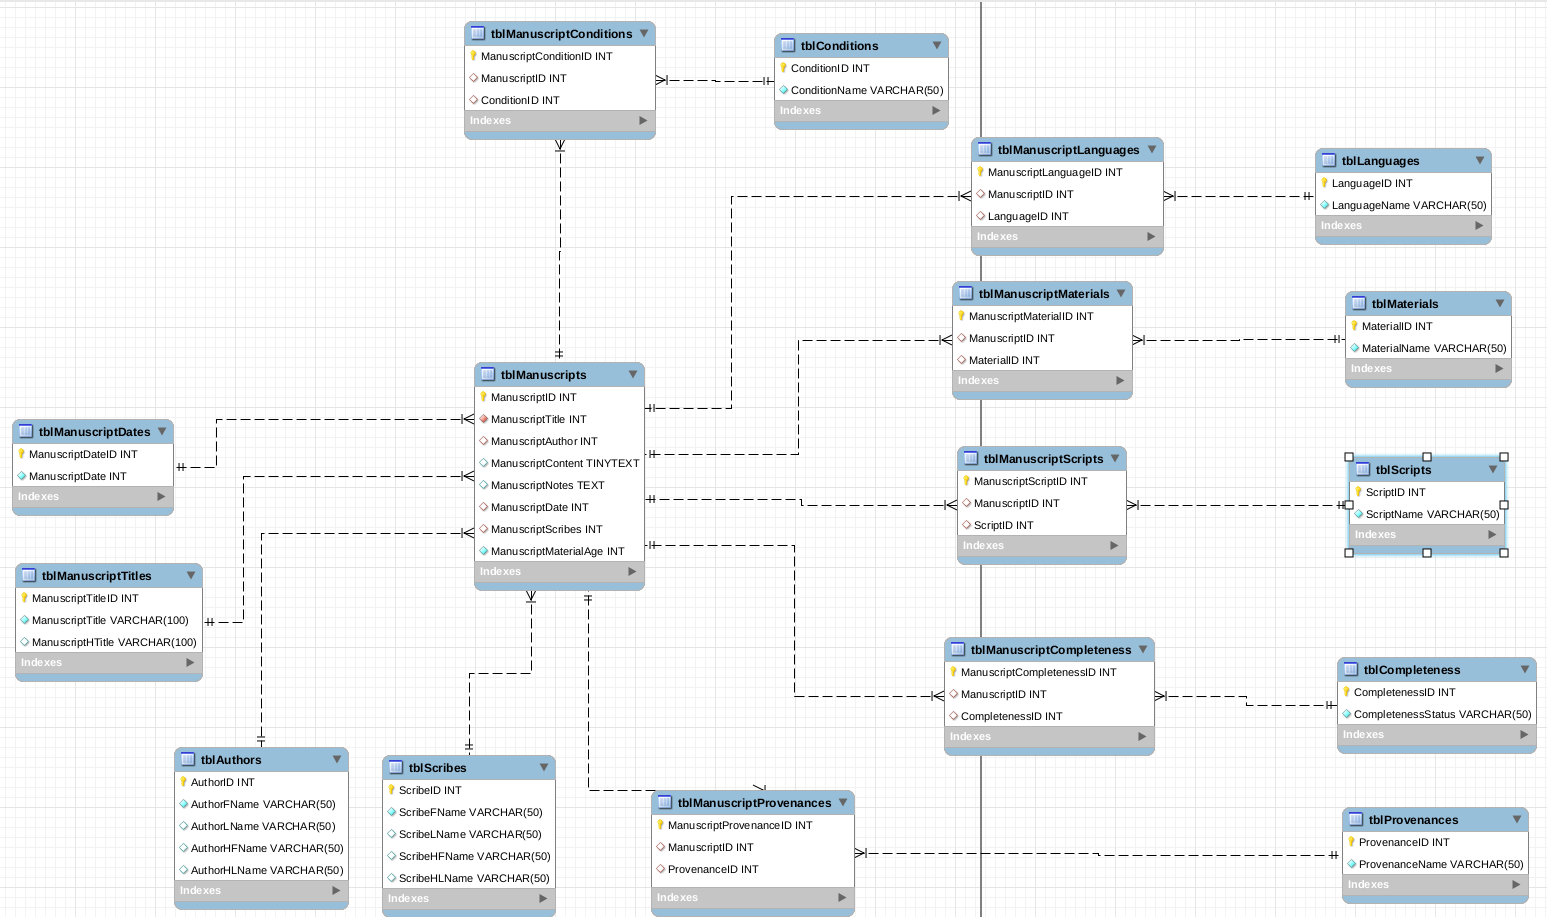 tblManuscriptConditions
ManuscriptConditionID INT
ManuscriptID INT
ConditionID INT
Indexes
tblConditions
ConditionID INT
ConditionName VARCHAR(50)
Indexes
tblManuscriptLanguages
ManuscriptLanguageID INT
ManuscriptID INT
LanguageID INT
Indexes
tblLanguages
LanguageID INT
LanguageName VARCHAR(50)
Indexes
tblManuscriptMaterials
ManuscriptMaterialID INT
ManuscriptID INT
MaterialID INT
Indexes
tblMaterials
MaterialID INT
MaterialName VARCHAR(50)
Indexes
tblManuscripts
ManuscriptID INT
ManuscriptTitle INT
ManuscriptAuthor INT
ManuscriptContent TINYTEXT
ManuscriptNotes TEXT
ManuscriptDate INT
ManuscriptScribes INT
ManuscriptMaterialAge INT
Indexes
tblManuscriptDates
ManuscriptDateID INT
ManuscriptDate INT
Indexes
tblManuscriptScripts
ManuscriptScriptID INT
ManuscriptID INT
ScriptID INT
Indexes
tblScripts
ScriptID INT
ScriptName VARCHAR(50)
Indexes
tblManuscriptTitles
ManuscriptTitleID INT
ManuscriptTitle VARCHAR(100)
ManuscriptHTitle VARCHAR(100)
Indexes
tblManuscriptCompleteness
ManuscriptCompletenessID INT
ManuscriptID INT
CompletenessID INT
Indexes
tblCompleteness
CompletenessID INT
CompletenessStatus VARCHAR(50)
Indexes
tblAuthors
AuthorID INT
AuthorFName VARCHAR(50)
AuthorLName VARCHAR(50)
AuthorHFName VARCHAR(50)
AuthorHLName VARCHAR(50)
Indexes
tblScribes
ScribeID INT
ScribeFName VARCHAR(50)
ScribeLName VARCHAR(50)
ScribeHFName VARCHAR(50)
ScribeHLName VARCHAR(50)
Indexes
tblManuscriptProvenances
ManuscriptProvenanceID INT
ManuscriptID INT
ProvenanceID INT
Indexes
tblProvenances
ProvenanceID INT
ProvenanceName VARCHAR(50)
Indexes